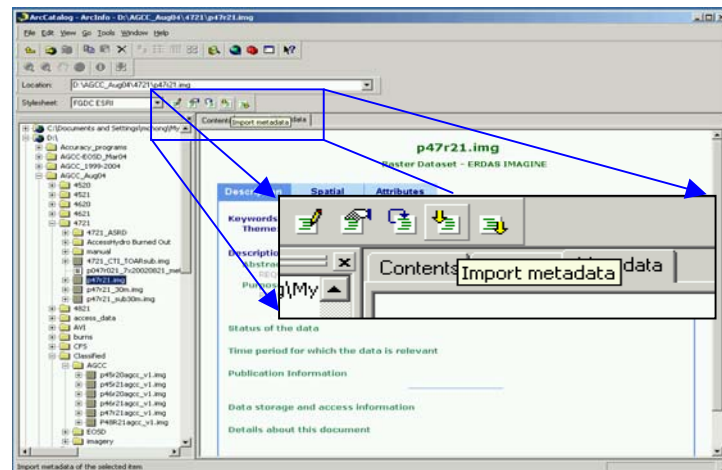 ArcCatalog - ArcInfo - D:\AGCC_Aug04\4721\p47r21.img
File Edit View Go Tools Window Help
Location: D:\AGCC_Aug04\4721\p47r21.img
Stylesheet: FGDC ESRI
Contents Import metadata data
C:\Documents and Settings\mchong\My
D:\
Accuracy_programs
AGCC-EOSD_Mar04
AGCC_1999-2004
AGCC_Aug04
4520
4521
4620
4621
4721
4721_ASRD
AccessHydro Burned Out
manual
4721_CTI_TOARsub.img
p047r021_7x20020821_met
p47r21.img
p47r21_30m.img
p47r21_sub30m.img
4821
access_data
AVI
burns
CFS
Classified
AGCC
p45r20agcc_v1.img
p45r21agcc_v1.img
p46r20agcc_v1.img
p46r21agcc_v1.img
p47r21agcc_v1.img
P48R21agcc_v1.img
EOSD
imagery
p47r21.img
Raster Dataset - ERDAS IMAGINE
Description Spatial Attributes
Keywords
Theme:
Description
Abstract
Purpose
Status of the data
Time period for which the data is relevant
Publication Information
Data storage and access information
Details about this document
g\My
Contents Import metadata data
Import metadata of the selected item